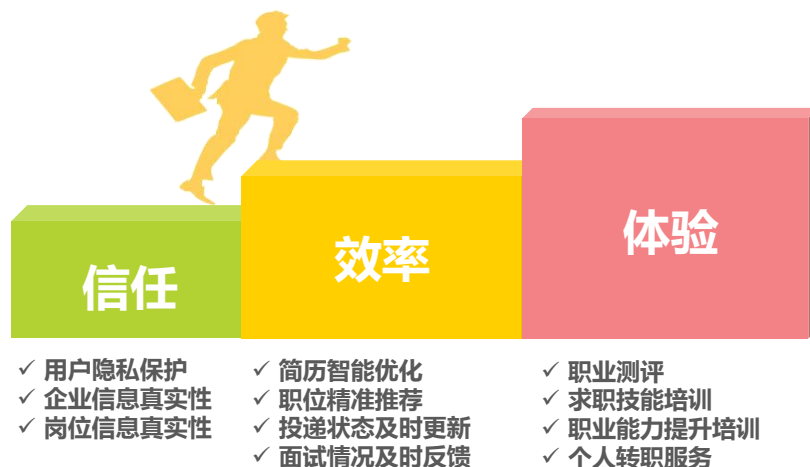 信任
效率
体验
✓ 用户隐私保护
✓ 企业信息真实性
✓ 岗位信息真实性
✓ 简历智能优化
✓ 职位精准推荐
✓ 投递状态及时更新
✓ 面试情况及时反馈
✓ 职业测评
✓ 求职技能培训
✓ 职业能力提升培训
✓ 个人转职服务